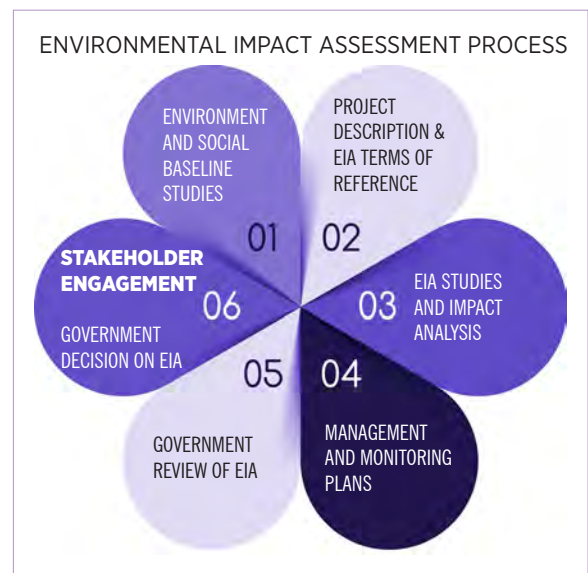 ENVIRONMENTAL IMPACT ASSESSMENT PROCESS
ENVIRONMENT
AND SOCIAL
BASELINE
STUDIES
01
PROJECT
DESCRIPTION &
EIA TERMS OF
REFERENCE
02
EIA STUDIES
AND IMPACT
ANALYSIS
03
MANAGEMENT
AND MONITORING
PLANS
04
GOVERNMENT
REVIEW OF EIA
05
STAKEHOLDER
ENGAGEMENT
GOVERNMENT
DECISION ON EIA
06